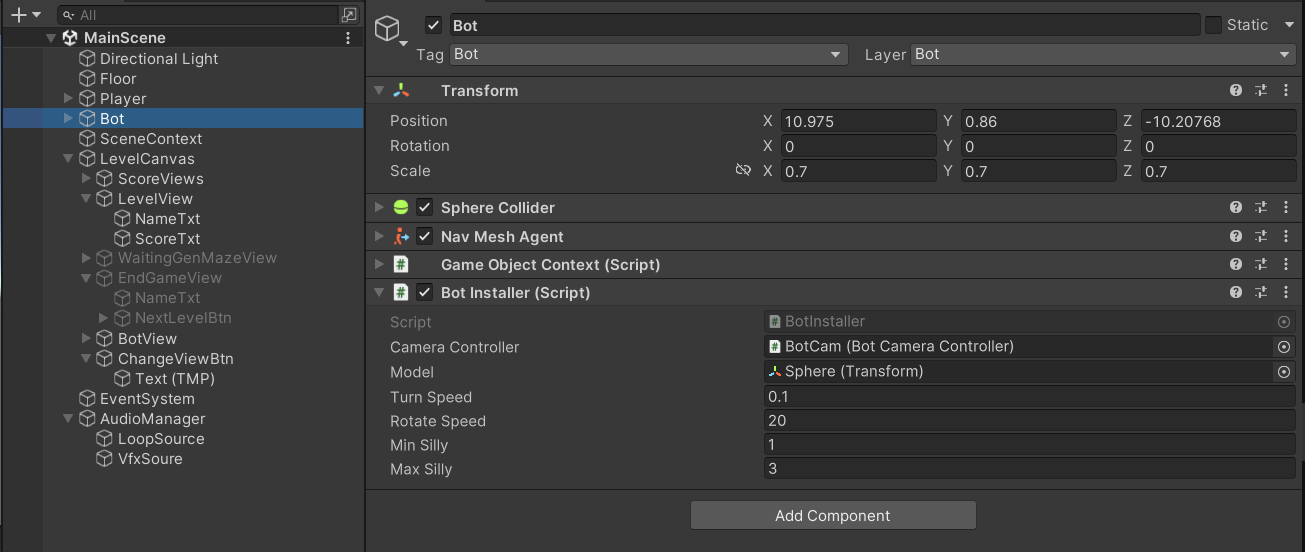 All
MainScene
Directional Light
Floor
Player
Bot
SceneContext
LevelCanvas
ScoreViews
LevelView
NameTxt
ScoreTxt
WaitingGenMazeView
EndGameView
NameTxt
NextLevelBtn
BotView
ChangeViewBtn
Text (TMP)
EventSystem
AudioManager
LoopSource
VfxSoure
Bot Static
Tag Bot Layer Bot
Transform
Position X 10.975 Y 0.86 Z -10.20768
Rotation X 0 Y 0 Z 0
Scale X 0.7 Y 0.7 Z 0.7
Sphere Collider
Nav Mesh Agent
# Game Object Context (Script)
# Bot Installer (Script)
Script # BotInstaller
Camera Controller # BotCam (Bot Camera Controller)
Model Sphere (Transform)
Turn Speed 0.1
Rotate Speed 20
Min Silly 1
Max Silly 3
Add Component